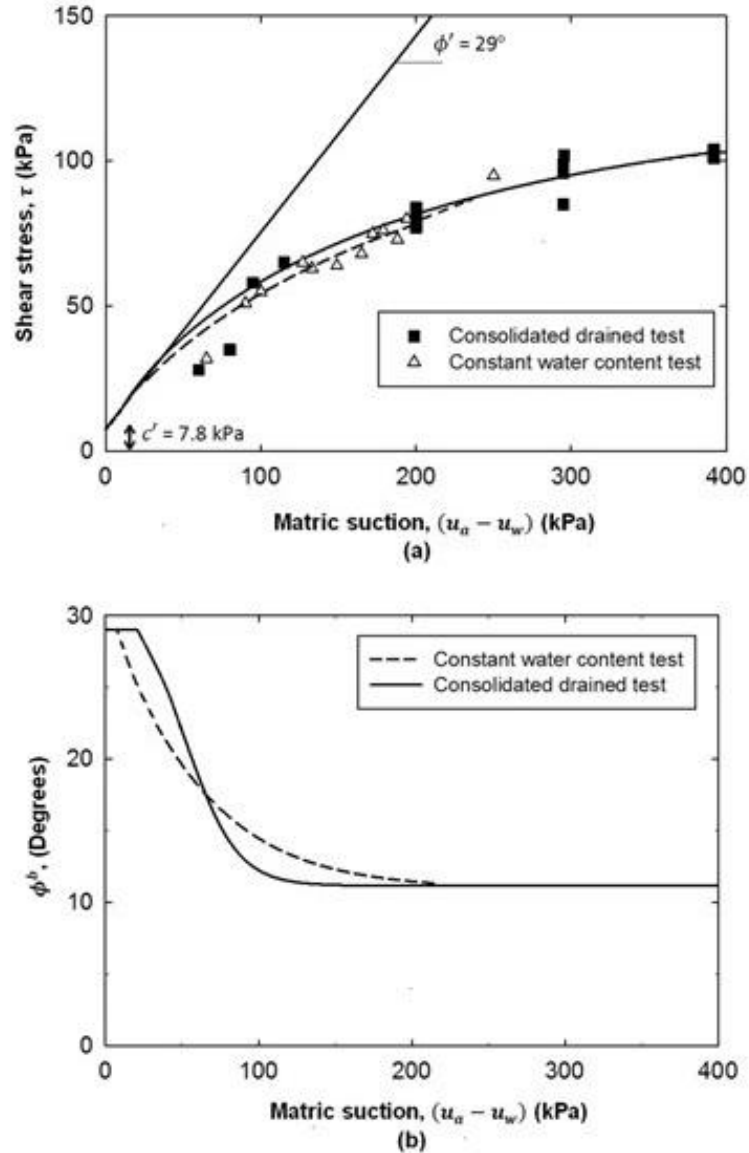 150
ϕ′ = 29°
100
Shear stress, τ (kPa)
50
Consolidated drained test
Constant water content test
c′ = 7.8 kPa
0
0 100 200 300 400
Matric suction, (uₐ − u_w) (kPa)
(a)
30
Constant water content test
Consolidated drained test
20
ϕᵇ, (Degrees)
10
0
0 100 200 300 400
Matric suction, (uₐ − u_w) (kPa)
(b)